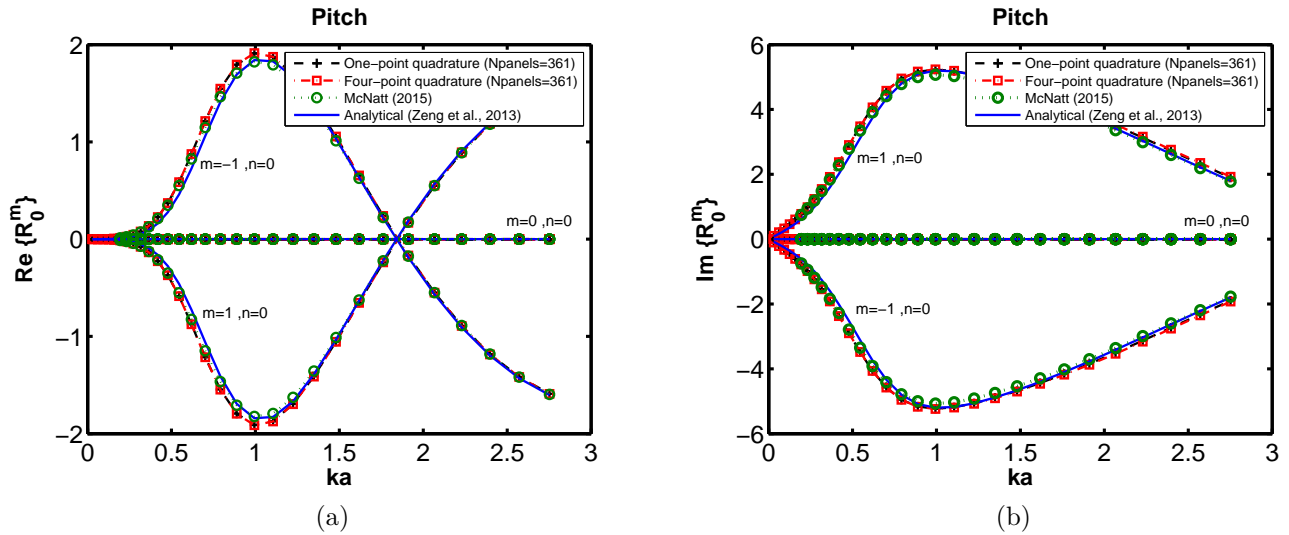 Pitch
Re {R_0^m}
2
1
0
−1
−2
One−point quadrature (Npanels=361)
Four−point quadrature (Npanels=361)
McNatt (2015)
Analytical (Zeng et al., 2013)
m=−1 ,n=0
m=0 ,n=0
m=1 ,n=0
0 0.5 1 1.5 2 2.5 3
ka
(a)
Pitch
Im {R_0^m}
6
4
2
0
−2
−4
−6
One−point quadrature (Npanels=361)
Four−point quadrature (Npanels=361)
McNatt (2015)
Analytical (Zeng et al., 2013)
m=1 ,n=0
m=0 ,n=0
m=−1 ,n=0
0 0.5 1 1.5 2 2.5 3
ka
(b)